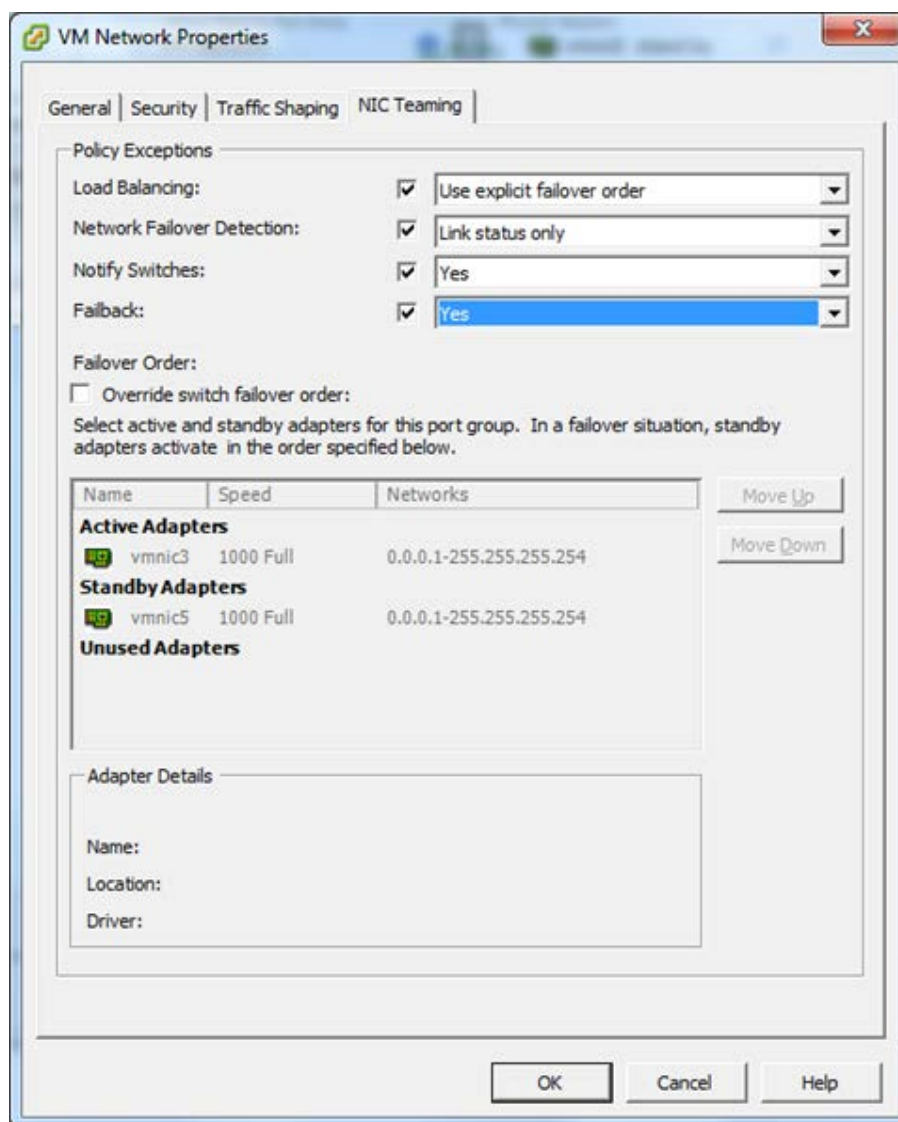 VM Network Properties
General Security Traffic Shaping NIC Teaming
Policy Exceptions
Load Balancing: Use explicit failover order
Network Failover Detection: Link status only
Notify Switches: Yes
Failback: Yes
Failover Order:
Override switch failover order:
Select active and standby adapters for this port group. In a failover situation, standby
adapters activate in the order specified below.
Name Speed Networks Move Up
Active Adapters
vmnic3 1000 Full 0.0.0.1-255.255.255.254 Move Down
Standby Adapters
vmnic5 1000 Full 0.0.0.1-255.255.255.254
Unused Adapters
Adapter Details
Name:
Location:
Driver:
OK Cancel Help